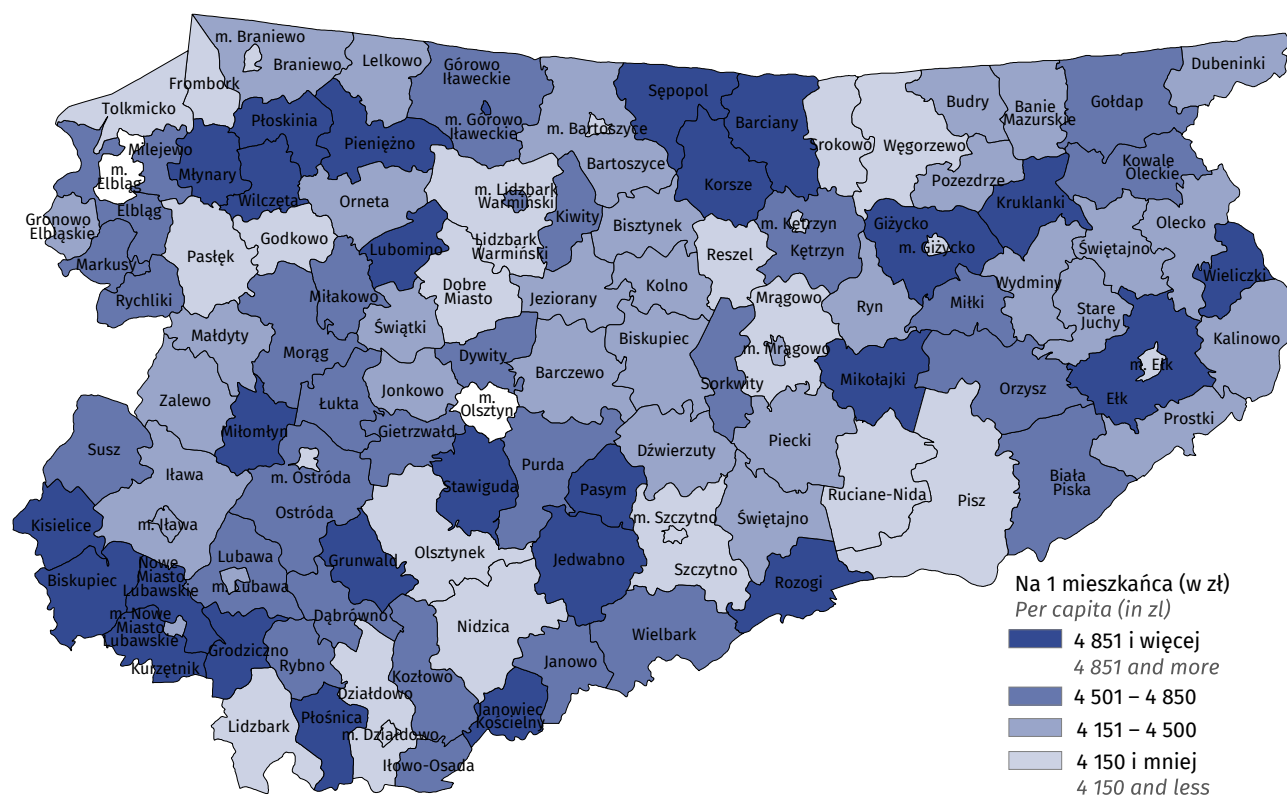 m. Braniewo
Braniewo
Lelkowo
Górowo
Iławeckie
Dubeninki
Frombork
Tolkmicko
Sępopol
Budry
Banie
Mazurskie
Gołdap
Płoskinia
m. Górowo
Iławeckie
m. Bartoszyce
Barciany
Srokowo
Węgorzewo
Milejewo
Pieniężno
Bartoszyce
Kowale
Oleckie
m.
Elbląg
Młynary
Korsze
Pozedrze
Wilczęta
Orneta
m. Lidzbark
Warmiński
Kiwity
Kruklanki
Elbląg
Gronowo
Elbląskie
Bisztynek
m. Kętrzyn
Kętrzyn
Giżycko
m. Giżycko
Olecko
Świętajno
Godkowo
Lubomino
Lidzbark
Warmiński
Pasłęk
Reszel
Markusy
Wieliczki
Rychliki
Miłakowo
Dobre
Miasto
Jeziorany
Kolno
Mrągowo
Ryn
Miłki
Wydminy
Stare
Juchy
Małdyty
Świątki
Kalinowo
Morąg
Dywity
Biskupiec
m. Mrągowo
m. Ełk
Barczewo
Sorkwity
Mikołajki
Orzysz
Ełk
Zalewo
Łukta
Jonkowo
m.
Olsztyn
Prostki
Miłomłyn
Gietrzwałd
Susz
Iława
m. Ostróda
Purda
Dźwierzuty
Piecki
Biała
Piska
Stawiguda
Pasym
Ruciane-Nida
Pisz
Kisielice
m. Iława
Ostróda
m. Szczytno
Świętajno
Olsztynek
Lubawa
Grunwald
Jedwabno
Szczytno
Rozogi
Biskupiec
Nowe
Miasto
Lubawskie
m. Lubawa
m. Nowe
Miasto
Lubawskie
Dąbrówno
Nidzica
Wielbark
Kurzętnik
Grodziczno
Rybno
Janowo
Kozłowo
Działdowo
Lidzbark
Płośnica
m. Działdowo
Janowiec
Kościelny
Iłowo-Osada
Na 1 mieszkańca (w zł)
Per capita (in zl)
4 851 i więcej
4 851 and more
4 501 – 4 850
4 151 – 4 500
4 150 i mniej
4 150 and less